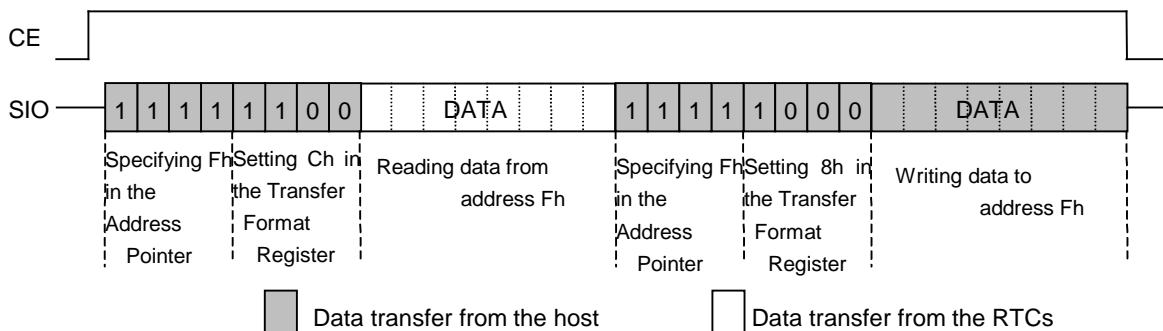 CE
SIO 1 1 1 1 1 1 0 0 DATA 1 1 1 1 1 0 0 0 DATA
Specifying Fh
in the
Address
Pointer
Setting Ch in
the Transfer
Format
Register
Reading data from
address Fh
Specifying Fh
in the
Address
Pointer
Setting 8h in
the Transfer
Format
Register
Writing data to
address Fh
Data transfer from the host
Data transfer from the RTCs